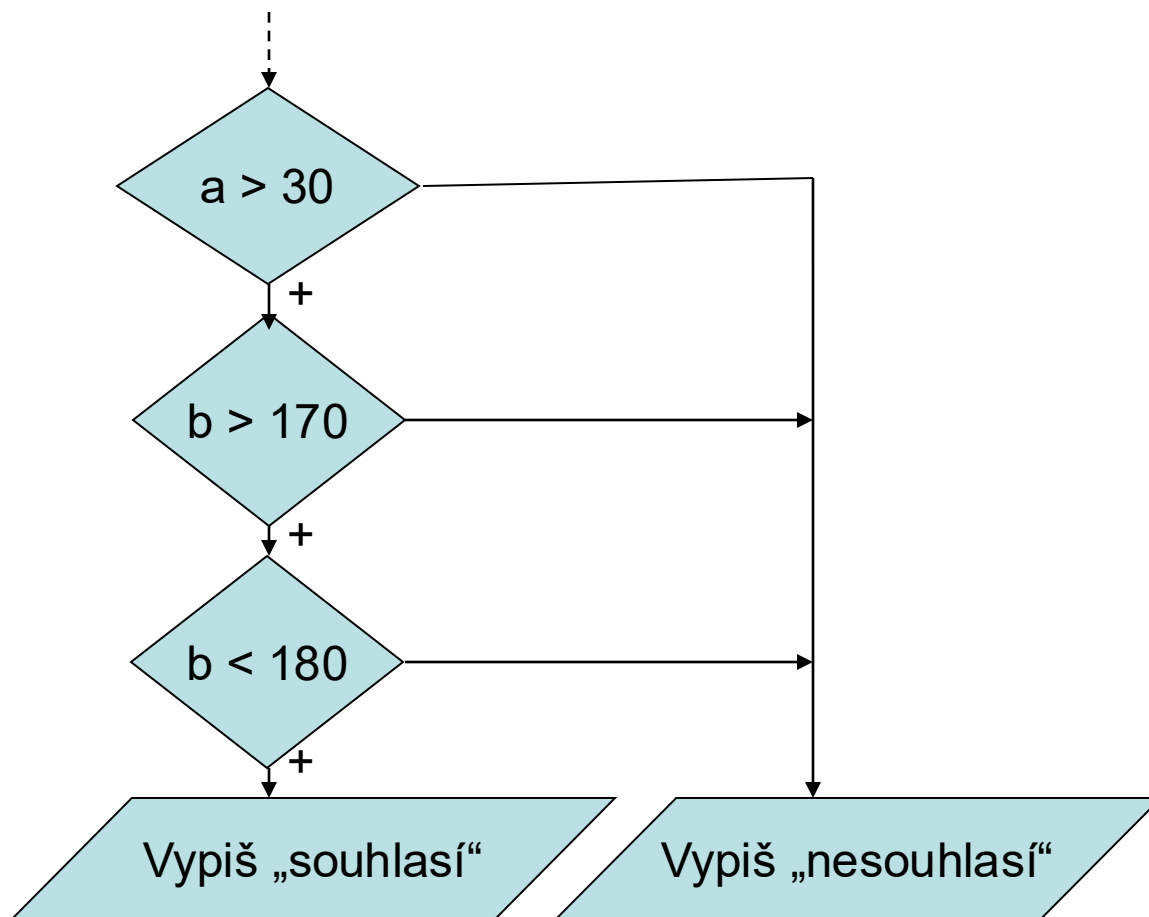 a > 30
+
b > 170
+
b < 180
+
Vypiš „souhlasí“
Vypiš „nesouhlasí“